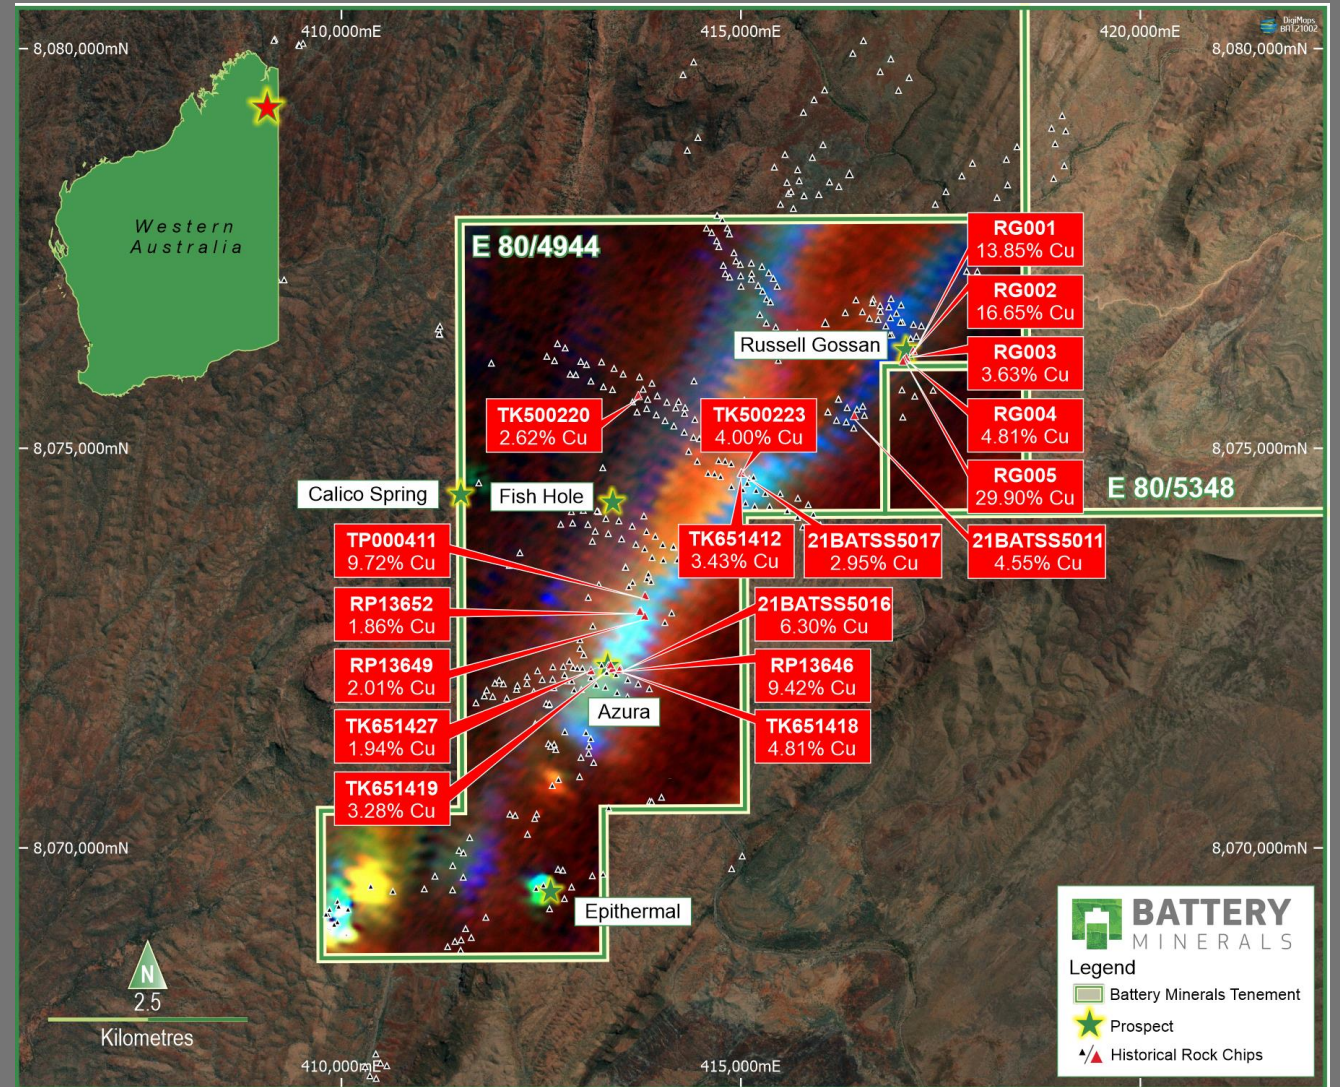 410,000mE
415,000mE
420,000mE
DigiMaps
BAT21002
8,080,000mN
8,080,000mN
Western
Australia
E 80/4944
RG001
13.85% Cu
RG002
16.65% Cu
Russell Gossan
RG003
3.63% Cu
TK500220
2.62% Cu
TK500223
4.00% Cu
RG004
4.81% Cu
8,075,000mN
8,075,000mN
RG005
29.90% Cu
E 80/5348
Calico Spring
Fish Hole
TP000411
9.72% Cu
TK651412
3.43% Cu
21BATSS5017
2.95% Cu
21BATSS5011
4.55% Cu
RP13652
1.86% Cu
21BATSS5016
6.30% Cu
RP13649
2.01% Cu
RP13646
9.42% Cu
Azura
TK651427
1.94% Cu
TK651418
4.81% Cu
TK651419
3.28% Cu
8,070,000mN
8,070,000mN
Epithermal
BATTERY
MINERALS
N
2.5
Kilometres
Legend
Battery Minerals Tenement
Prospect
Historical Rock Chips
410,000mE
415,000mE